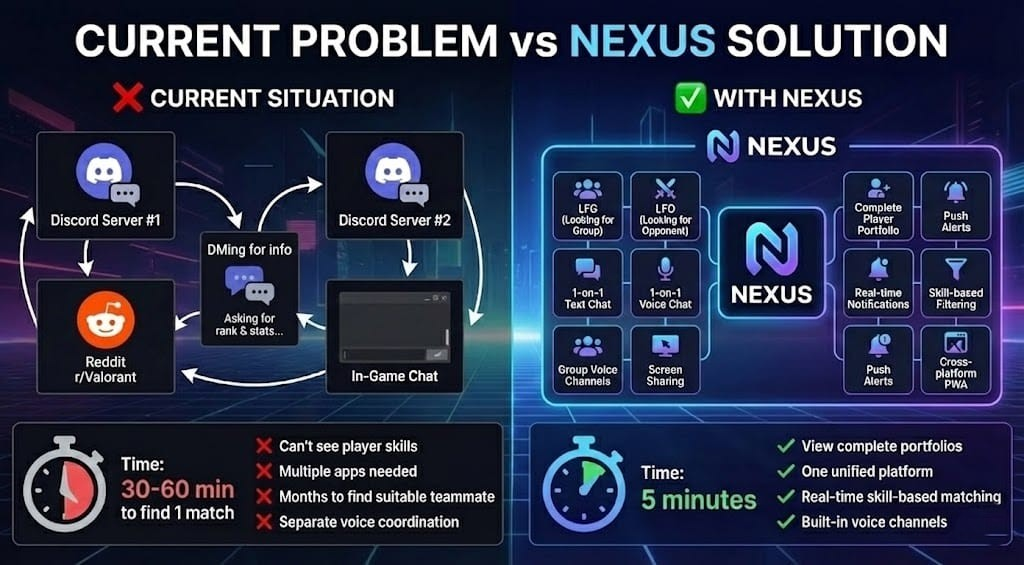 CURRENT PROBLEM vs NEXUS SOLUTION
❌ CURRENT SITUATION
Discord Server #1
Discord Server #2
DMing for info
Asking for
rank & stats...
Reddit
r/Valorant
In-Game Chat
Time:
30-60 min
to find 1 match
Can't see player skills
Multiple apps needed
Months to find suitable teammate
Separate voice coordination
✅ WITH NEXUS
NEXUS
LFG
(Looking for
Group)
LFO
(Looking for
Opponent)
1-on-1
Text Chat
1-on-1
Voice Chat
Group Voice
Channels
Screen
Sharing
NEXUS
Complete
Player
Portfolio
Push
Alerts
Real-time
Notifications
Skill-based
Filtering
Push
Alerts
Cross-
platform
PWA
Time:
5 minutes
View complete portfolios
One unified platform
Real-time skill-based matching
Built-in voice channels